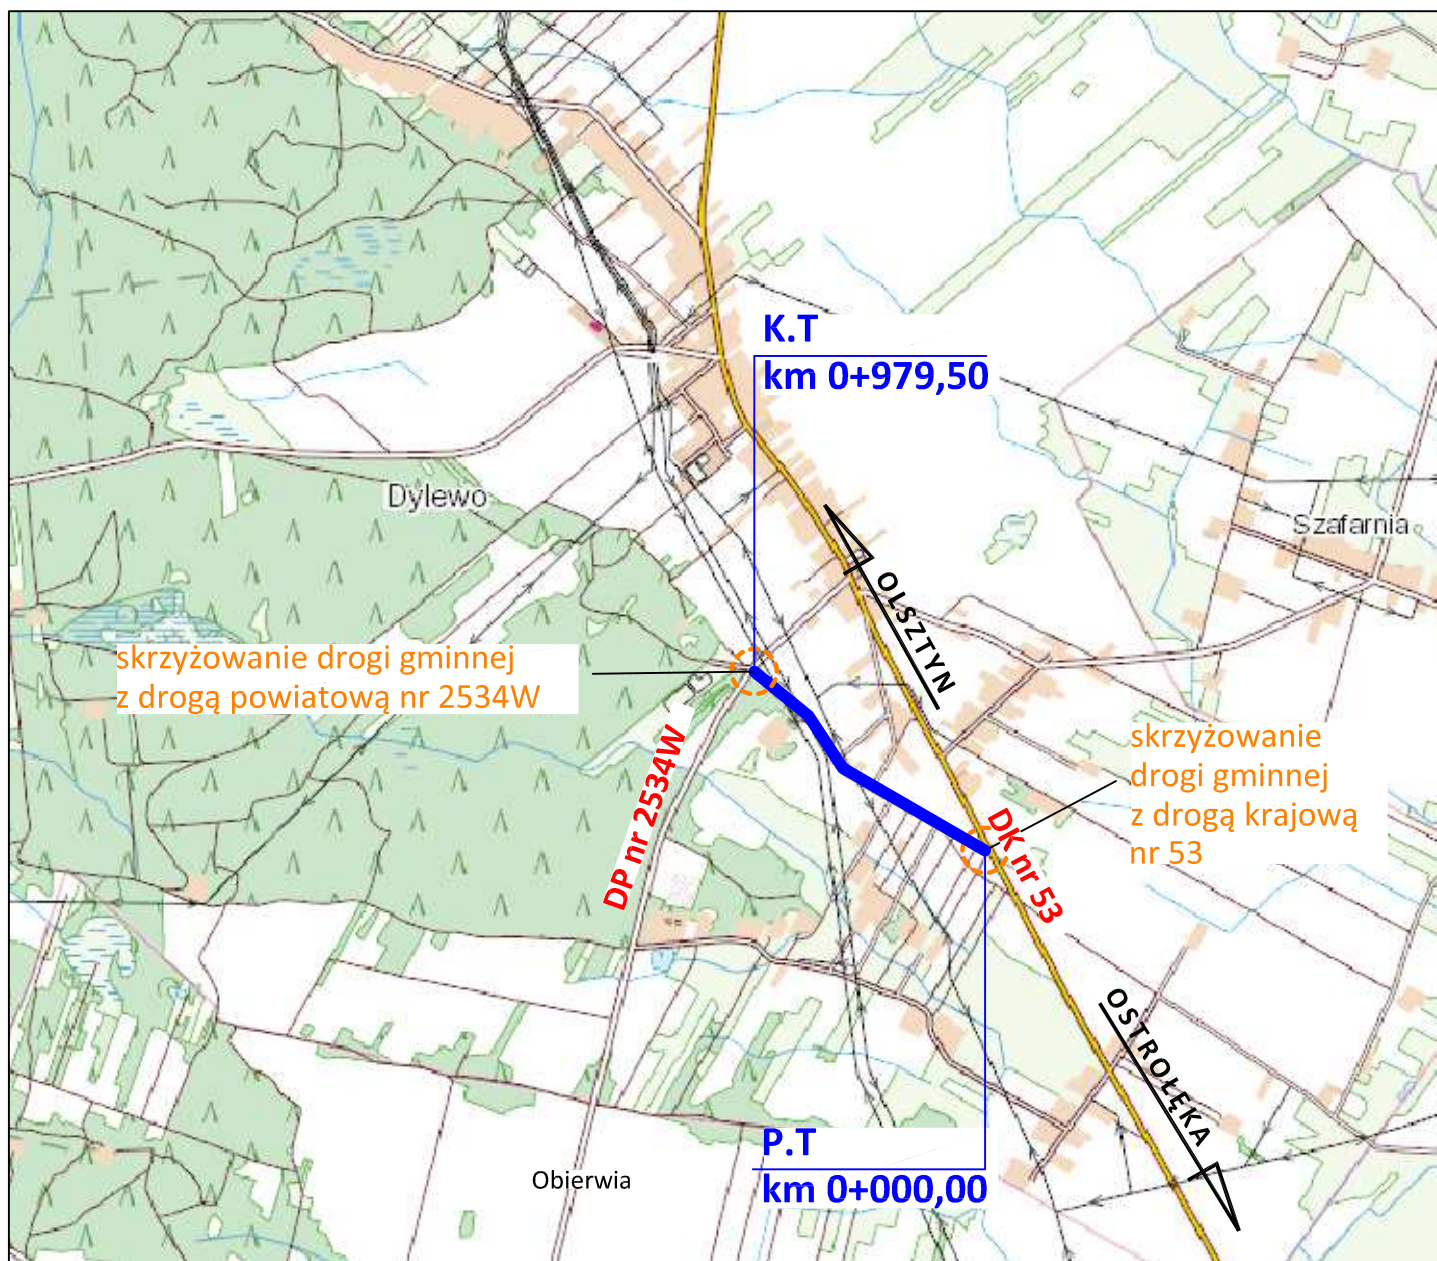 K.T
km 0+979,50
Dylewo
Szafarnia
OLSZTYN
skrzyżowanie drogi gminnej
z drogą powiatową nr 2534W
DP nr 2534W
skrzyżowanie
drogi gminnej
z drogą krajową
nr 53
DK nr 53
OSTROŁĘKA
P.T
km 0+000,00
Obierwia